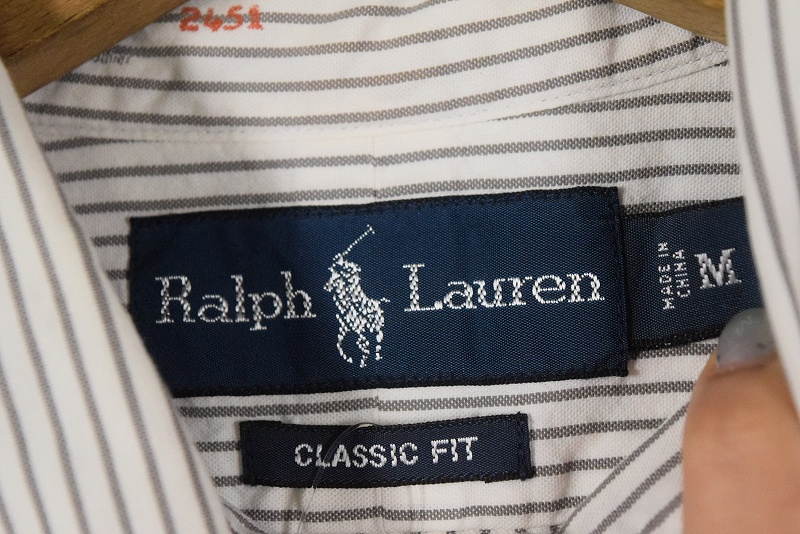 2451
Ralph Lauren
MADE IN
CHINA
M
CLASSIC FIT